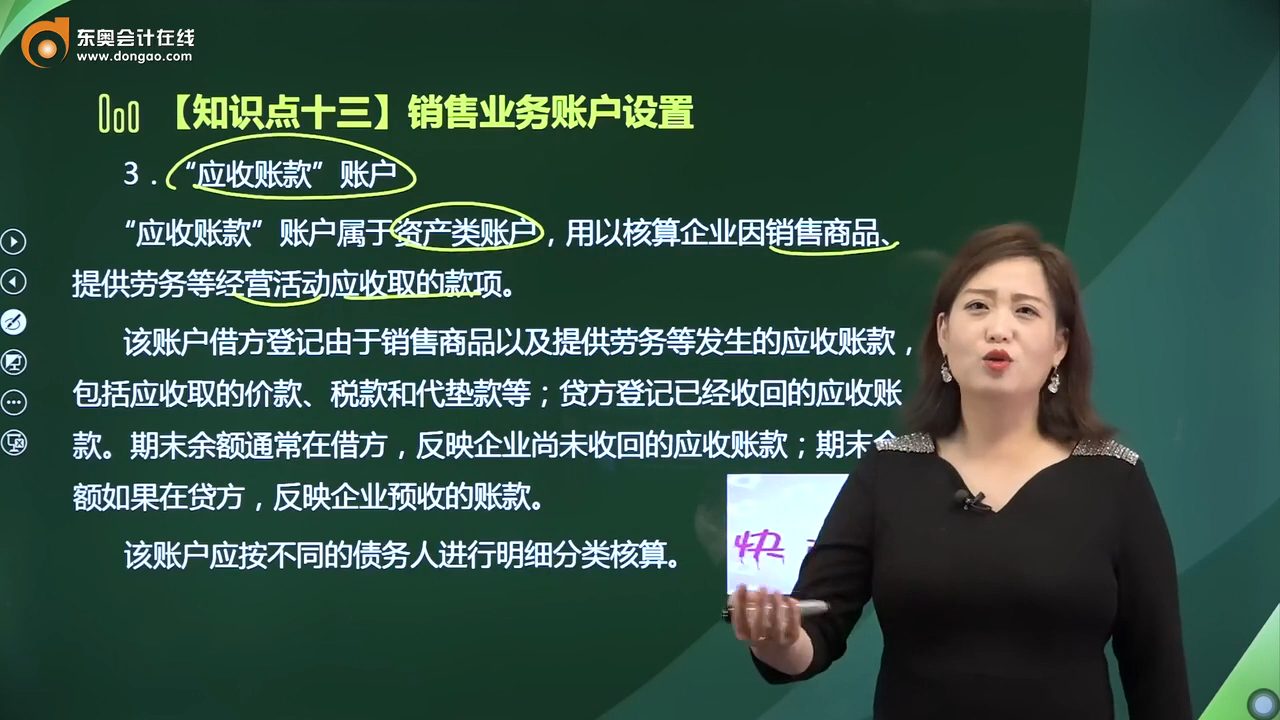 东奥会计在线
www.dongao.com
【知识点十三】销售业务账户设置
3．“应收账款”账户
“应收账款”账户属于资产类账户，用以核算企业因销售商品、
提供劳务等经营活动应收取的款项。
该账户借方登记由于销售商品以及提供劳务等发生的应收账款，
包括应收取的价款、税款和代垫款等；贷方登记已经收回的应收账
款。期末余额通常在借方，反映企业尚未收回的应收账款；期末余
额如果在贷方，反映企业预收的账款。
该账户应按不同的债务人进行明细分类核算。
快